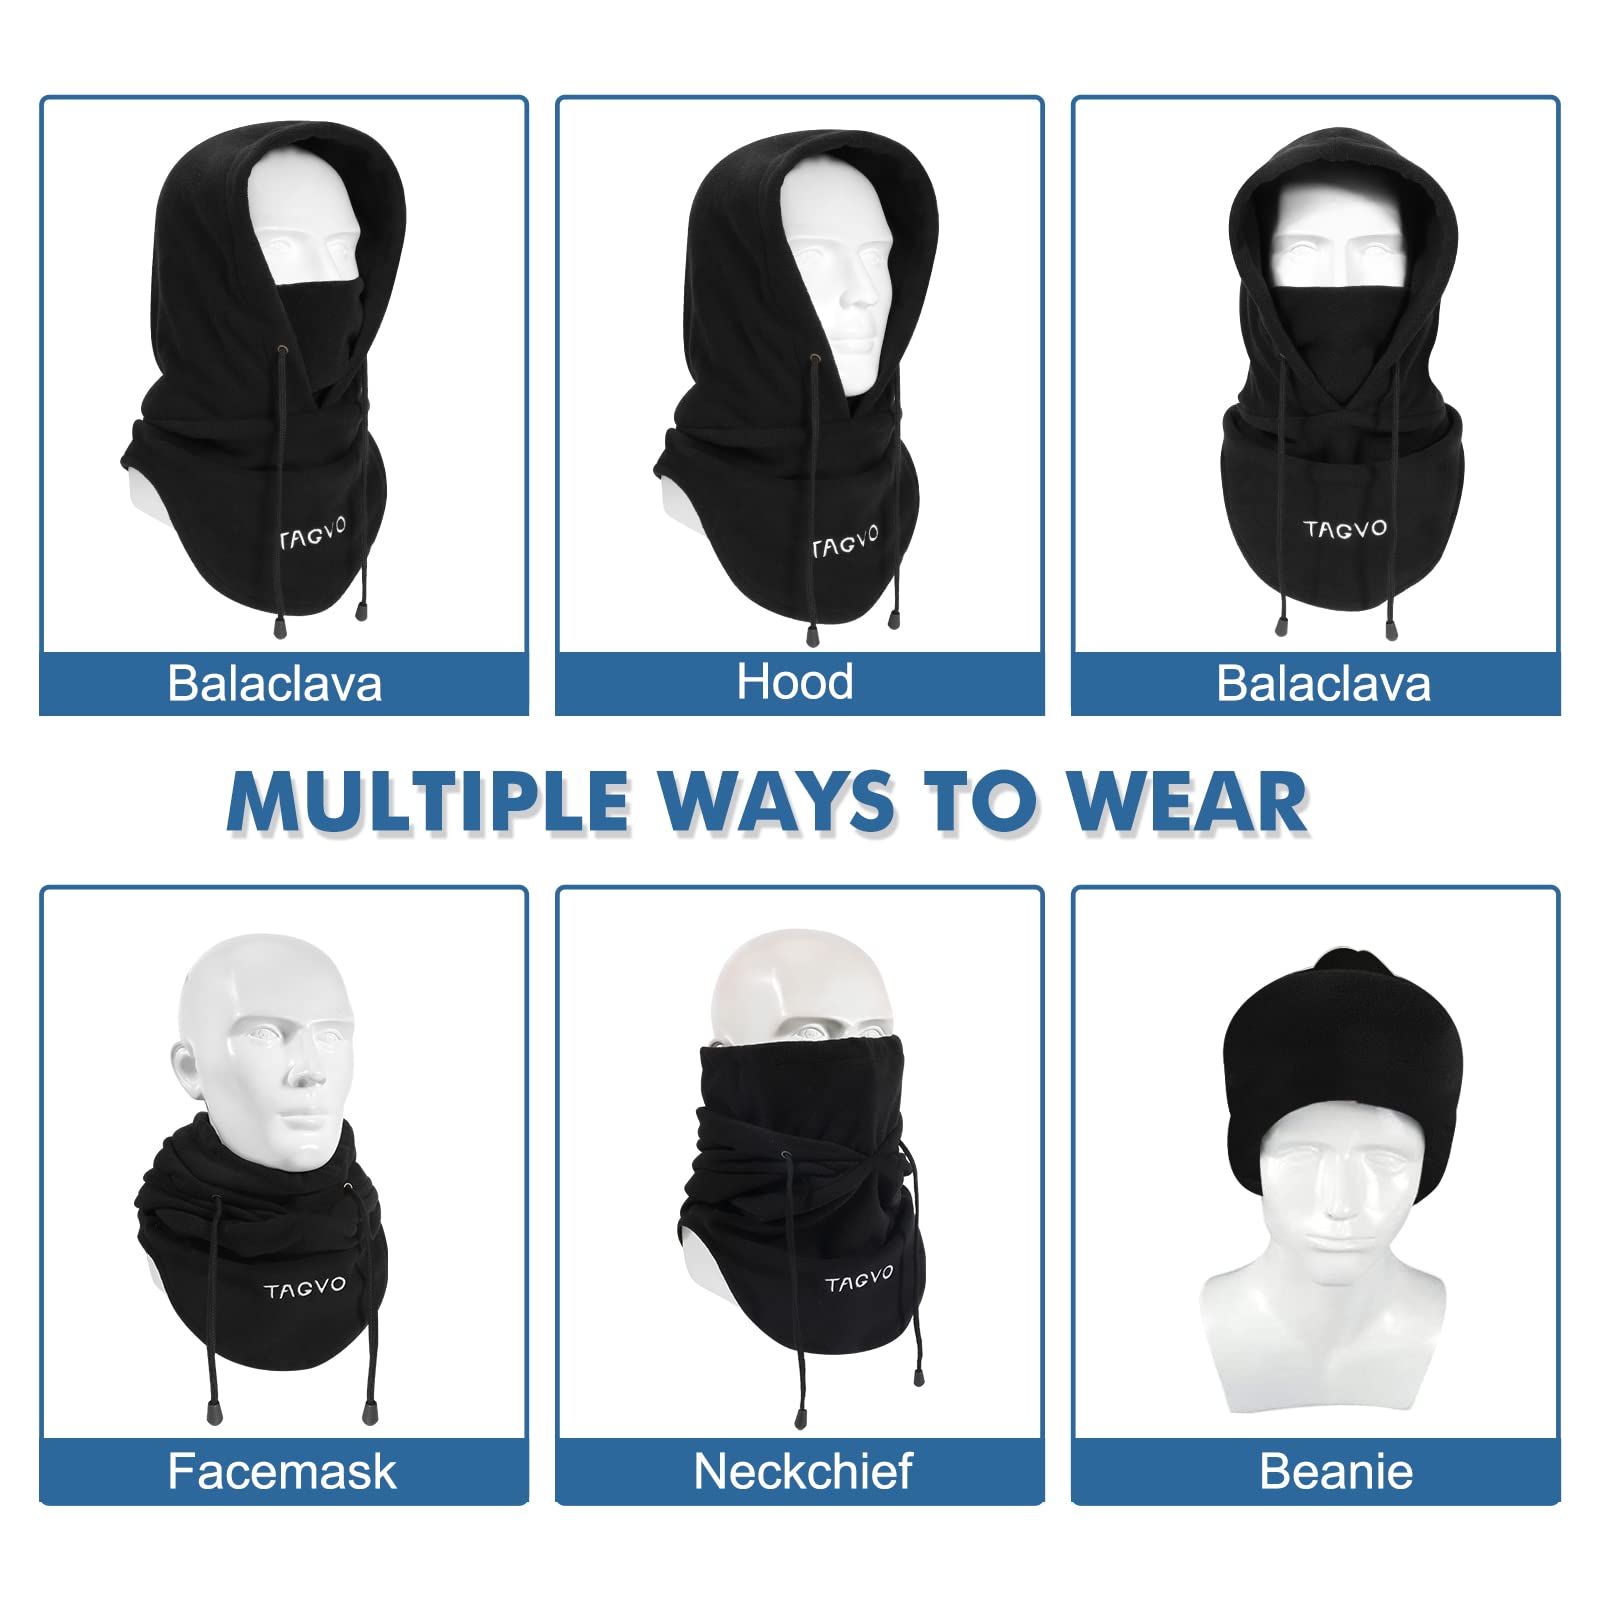 TAGVO
TAGVO
TAGVO
Balaclava
Hood
Balaclava
MULTIPLE WAYS TO WEAR
TAGVO
TAGVO
Facemask
Neckchief
Beanie